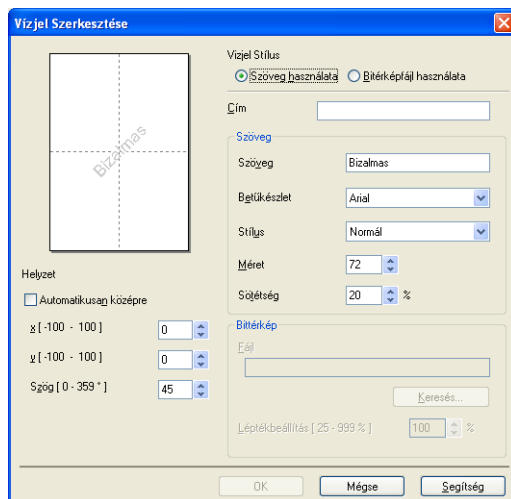 Vízjel Szerkesztése
Bizalmas
Helyzet
Automatikusan középre
x [ -100 - 100 ] 0
y [ -100 - 100 ] 0
Szög [ 0 - 359 ° ] 45
Vízjel Stílus
Szöveg használata Bitérképfájl használata
Cím
Szöveg
Szöveg Bizalmas
Betűkészlet Arial
Stílus Normál
Méret 72
Sötétség 20 %
Bittérkép
Fájl
Keresés...
Léptékbeállítás [ 25 - 999 % ] 100 %
OK Mégse Segítség